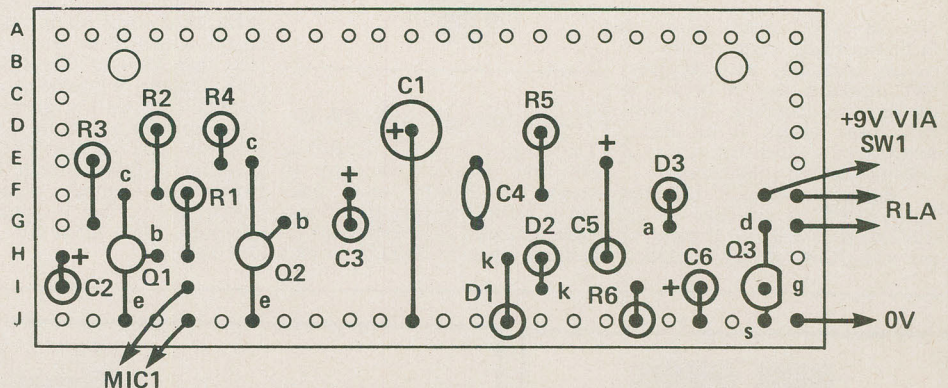 A
B
C
D
E
F
G
H
I
J
C1
R2 R4 R5
R3
+
+9V VIA
SW1
c
+
D3
c
+
R1
C4
RLA
b
b
a
d
D2
C5
Q3
+
Q1
Q2
C3
k
C6
C2
D1
k
R6
+
g
e
e
s
0V
MIC1